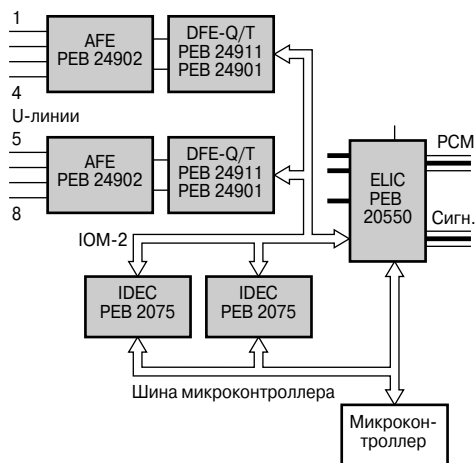 1
4
U-линии
5
8
AFE
PEB 24902
DFE-Q/T
PEB 24911
PEB 24901
AFE
PEB 24902
DFE-Q/T
PEB 24911
PEB 24901
ELIC
PEB
20550
PCM
Сигн.
IOM-2
IDEC
PEB 2075
IDEC
PEB 2075
Шина микроконтроллера
Микрокон-
троллер